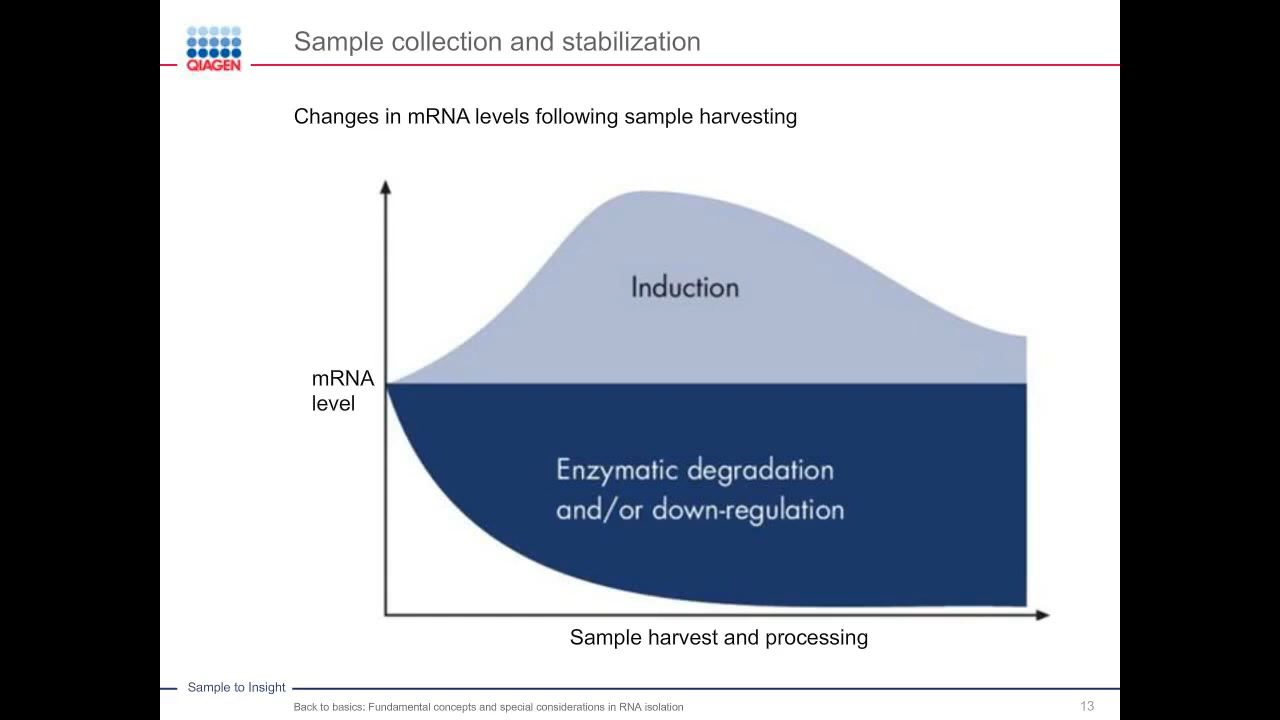 QIAGEN
Sample collection and stabilization
Changes in mRNA levels following sample harvesting
Induction
mRNA
level
Enzymatic degradation
and/or down-regulation
Sample harvest and processing
Sample to Insight
Back to basics: Fundamental concepts and special considerations in RNA isolation
13